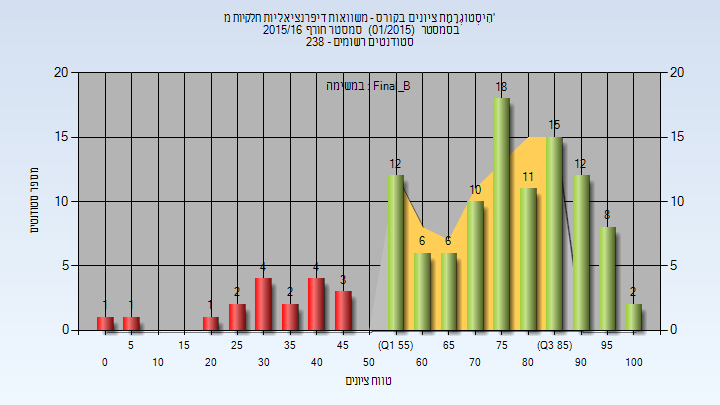 היסטוגרמת ציונים בקורס - משוואות דיפרנציאליות חלקיות מ'
בסמסטר (01/2015) סמסטר חורף 2015/16
סטודנטים רשומים - 238
במשימה : Final_B
20 20
15 15
10 10
5 5
0 0
מספר סטודנטים
1 1 1 2 4 2 4 3 12 6 6 10 18 11 15 12 8 2
5 15 20 25 35 45 (Q1 55) 65 75 (Q3 85) 95
0 10 20 30 40 50 60 70 80 90 100
טווח ציונים